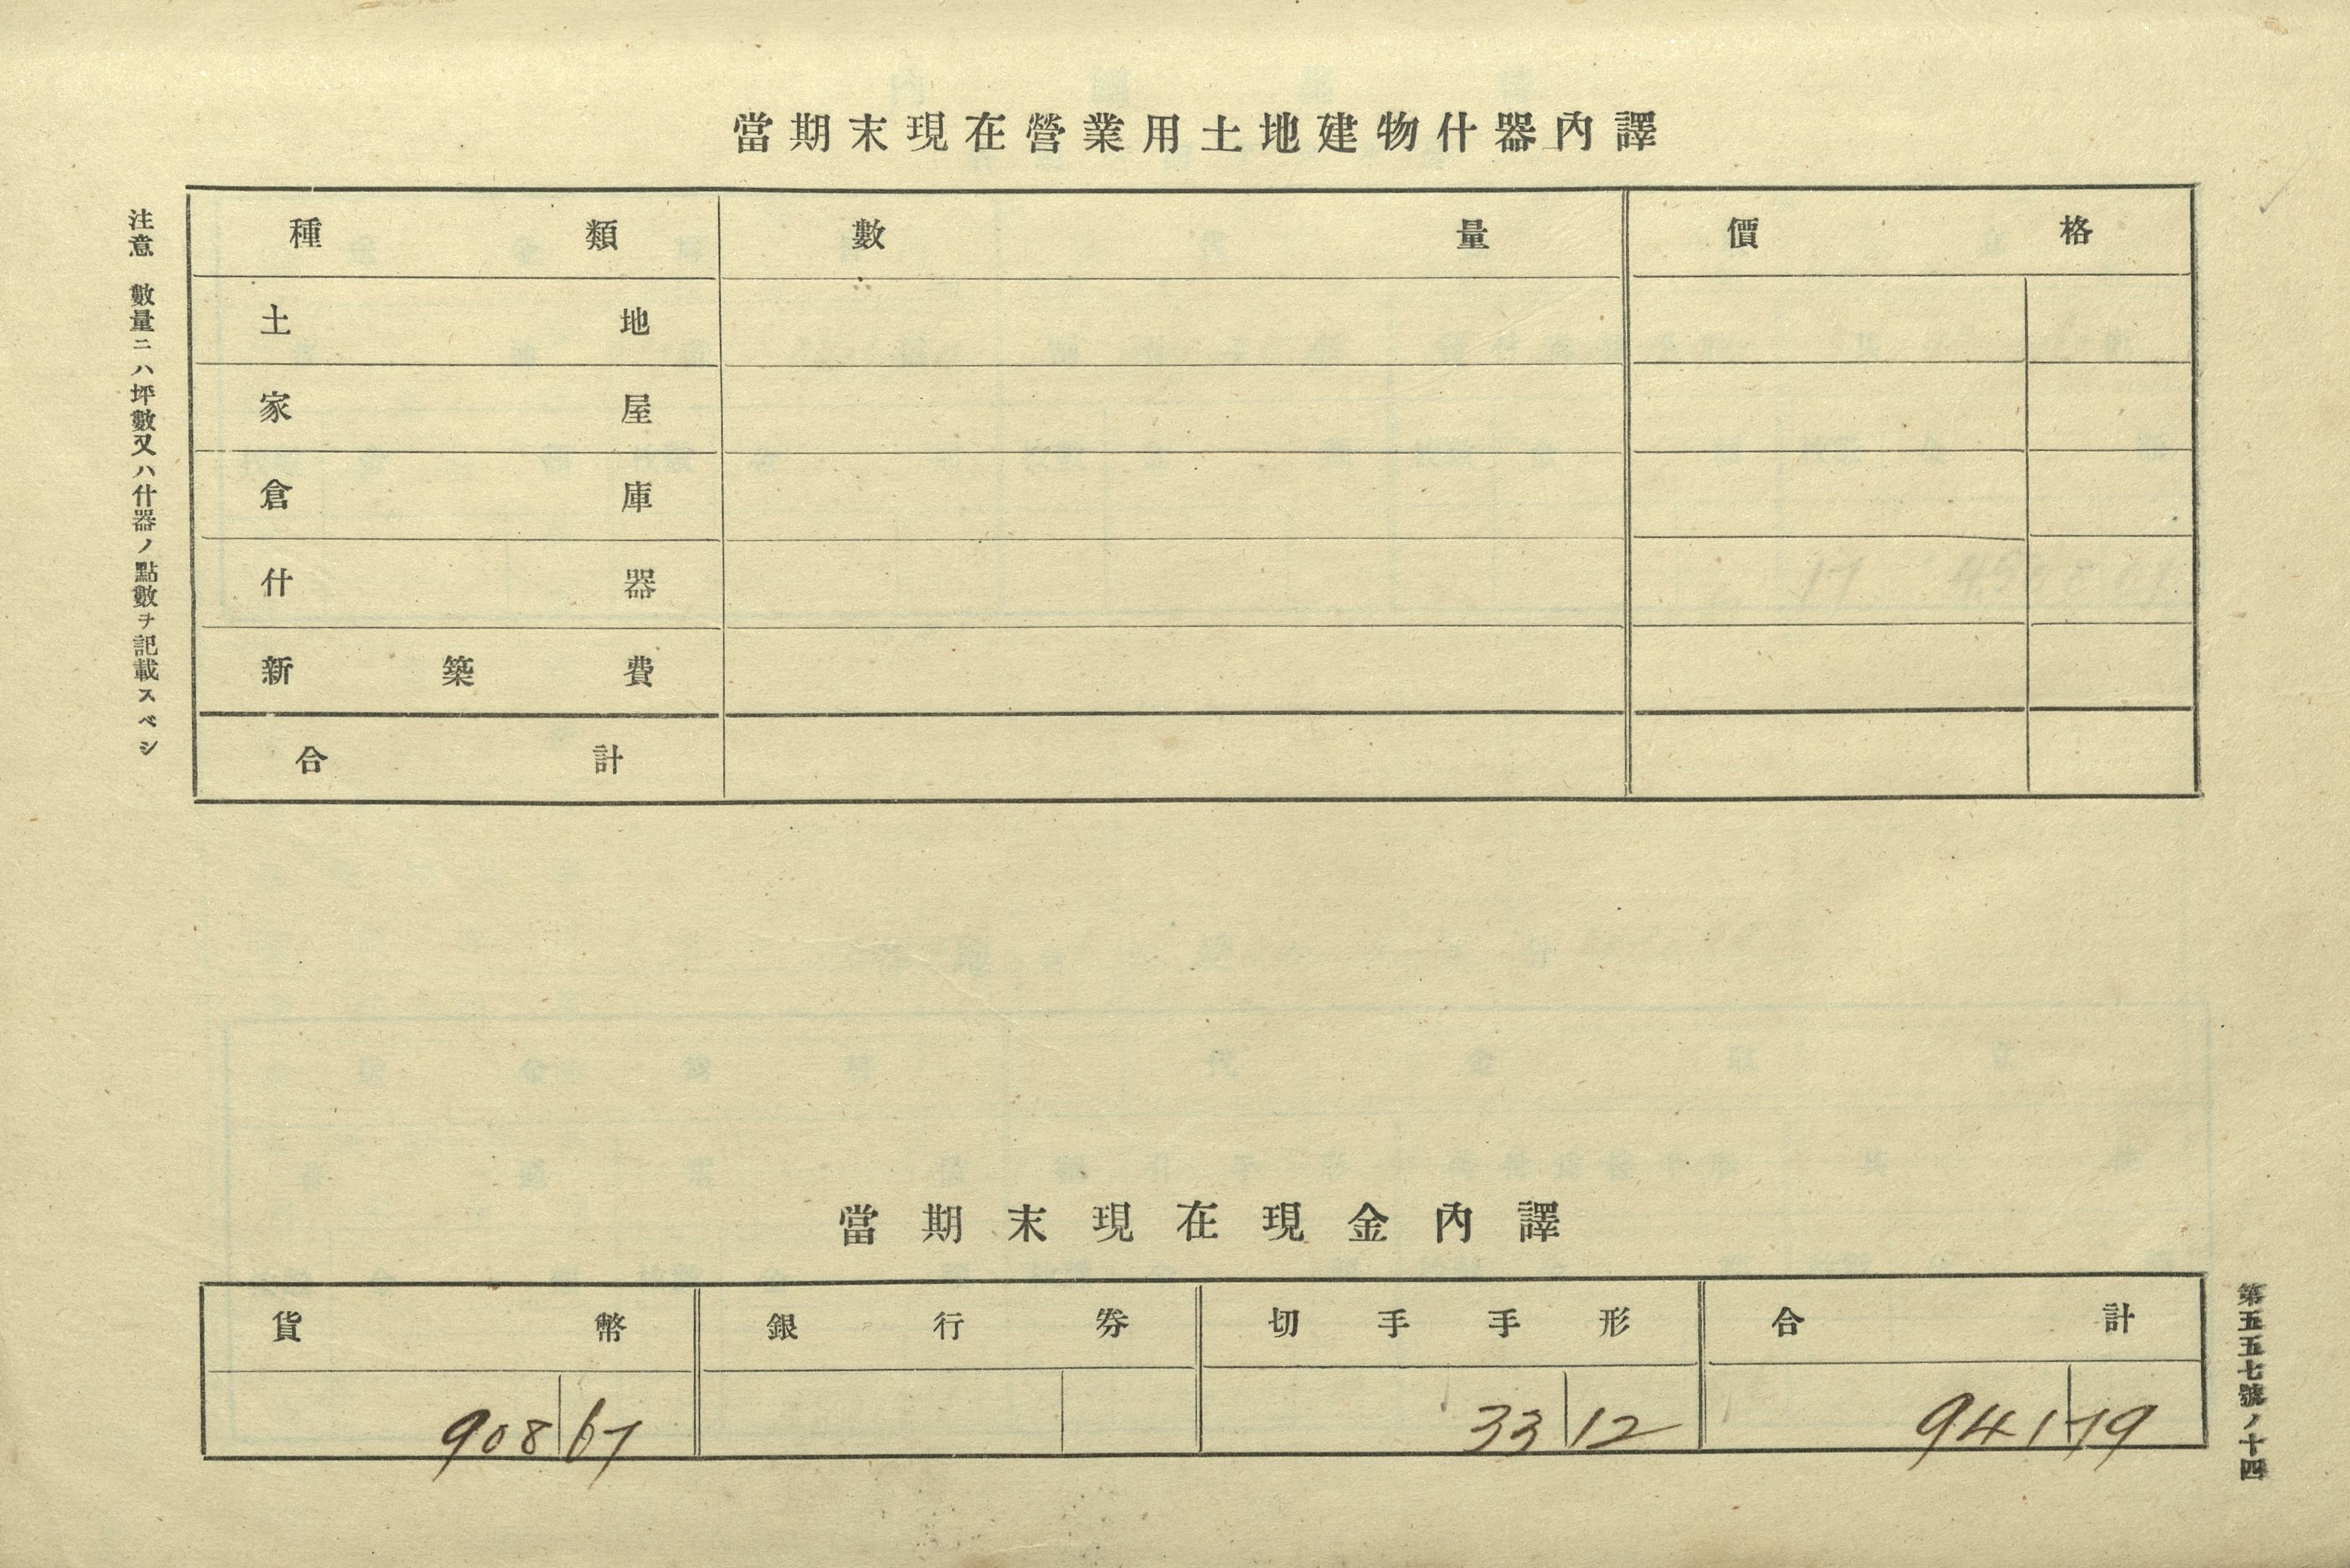 當期末現在營業用土地建物什器內譯
種類 數量 價格
土地
家屋
倉庫
什器
新築費
合計
注意 數量ニハ坪數又ハ什器ノ點數ヲ記載スベシ
當期末現在現金內譯
貨幣 銀行券 切手手形 合計
908 67 33 12 941 79
第五五七號ノ十四